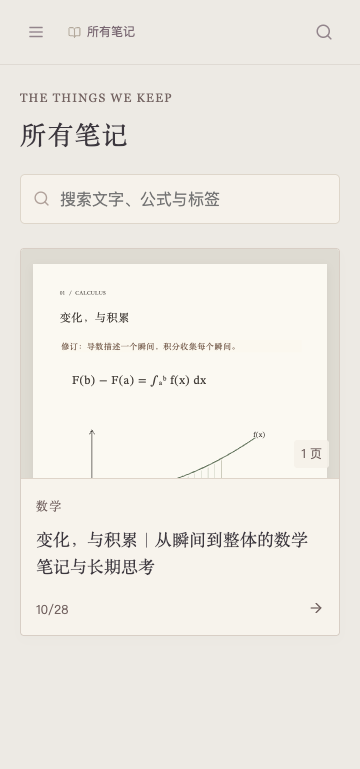 所有笔记
THE THINGS WE KEEP
所有笔记
搜索文字、公式与标签
01 / CALCULUS
变化，与积累
修订：导数描述一个瞬间，积分收集每个瞬间。
F(b) − F(a) = ∫ₐᵇ f(x) dx
f(x)
1 页
数学
变化，与积累｜从瞬间到整体的数学
笔记与长期思考
10/28